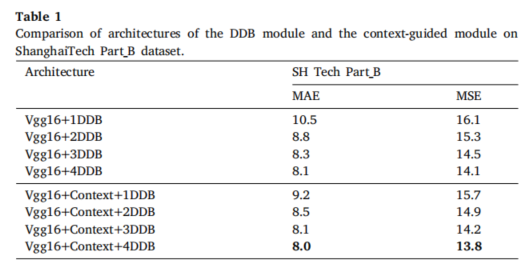 Table 1
Comparison of architectures of the DDB module and the context-guided module on
ShanghaiTech Part_B dataset.
Architecture SH Tech Part_B
MAE MSE
Vgg16+1DDB 10.5 16.1
Vgg16+2DDB 8.8 15.3
Vgg16+3DDB 8.3 14.5
Vgg16+4DDB 8.1 14.1
Vgg16+Context+1DDB 9.2 15.7
Vgg16+Context+2DDB 8.5 14.9
Vgg16+Context+3DDB 8.1 14.2
Vgg16+Context+4DDB 8.0 13.8